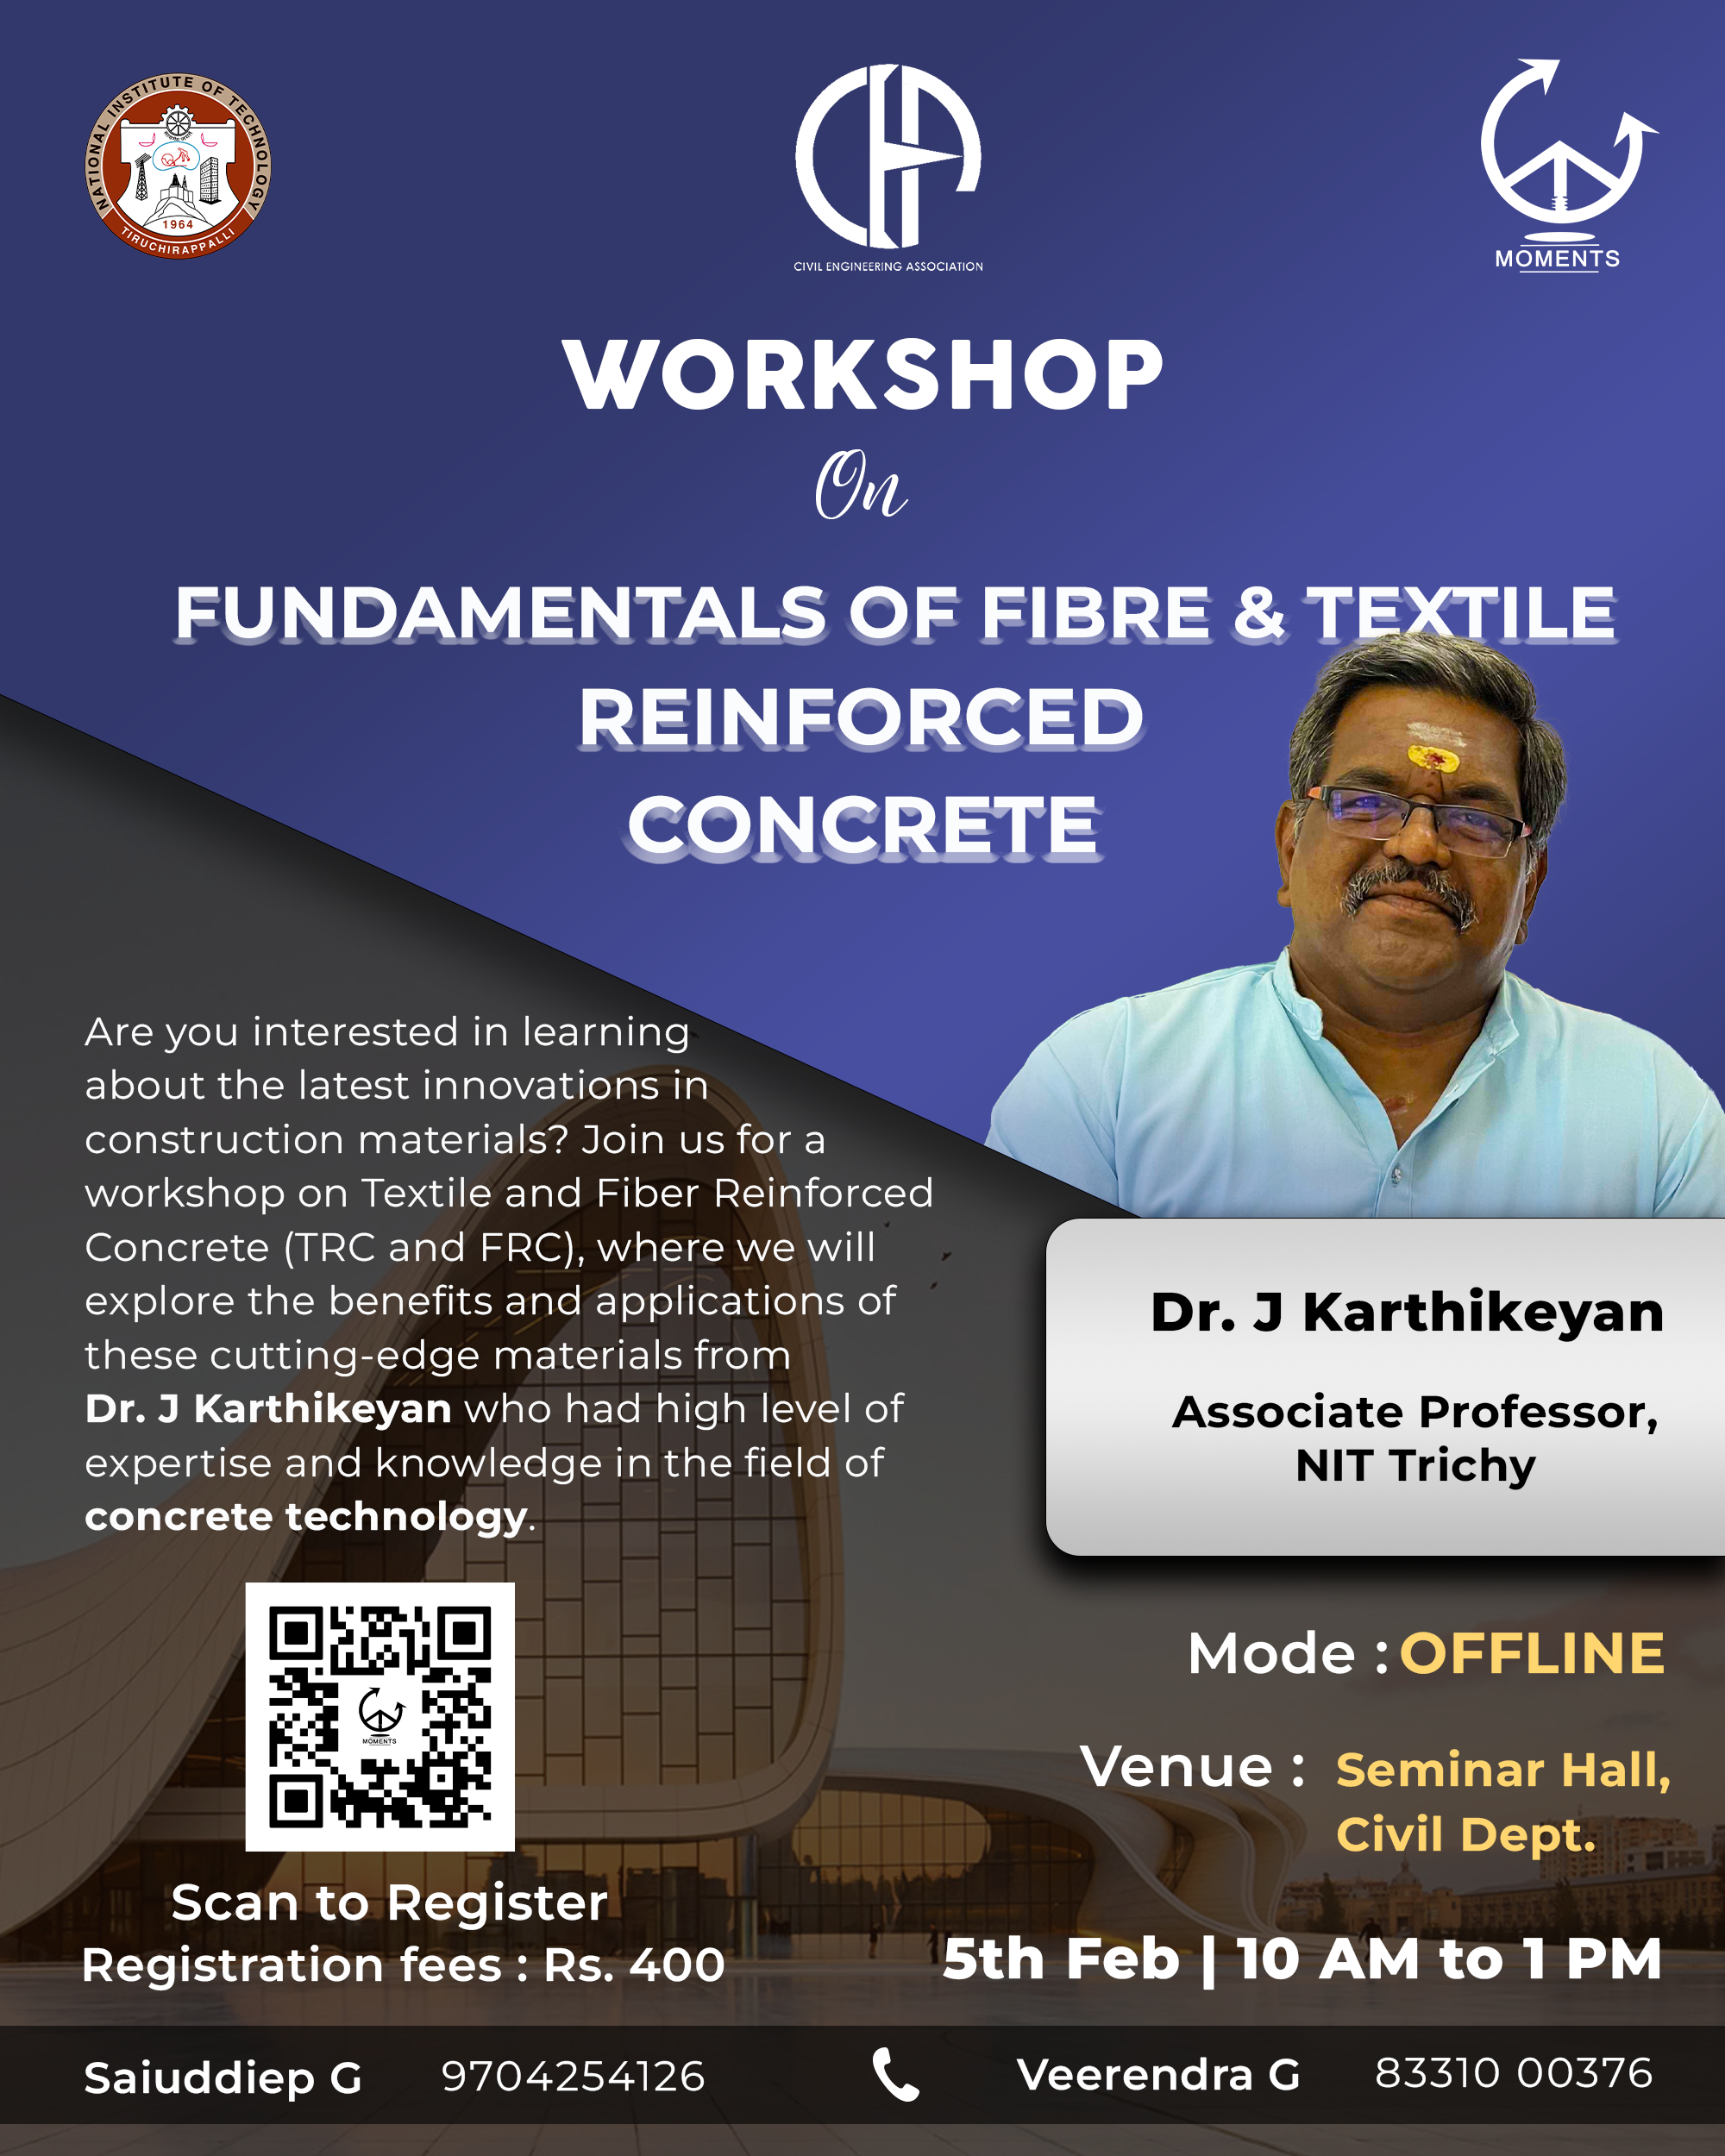 NATIONAL INSTITUTE OF TECHNOLOGY
1964
TIRUCHIRAPPALLI
CIVIL ENGINEERING ASSOCIATION
MOMENTS
WORKSHOP
On
FUNDAMENTALS OF FIBRE & TEXTILE
REINFORCED
CONCRETE
Are you interested in learning
about the latest innovations in
construction materials? Join us for a
workshop on Textile and Fiber Reinforced
Concrete (TRC and FRC), where we will
explore the benefits and applications of
these cutting-edge materials from
Dr. J Karthikeyan who had high level of
expertise and knowledge in the field of
concrete technology.
Dr. J Karthikeyan
Associate Professor,
NIT Trichy
MOMENTS
Scan to Register
Registration fees : Rs. 400
Mode : OFFLINE
Venue : Seminar Hall,
Civil Dept.
5th Feb | 10 AM to 1 PM
Saiuddiep G 9704254126
Veerendra G 83310 00376